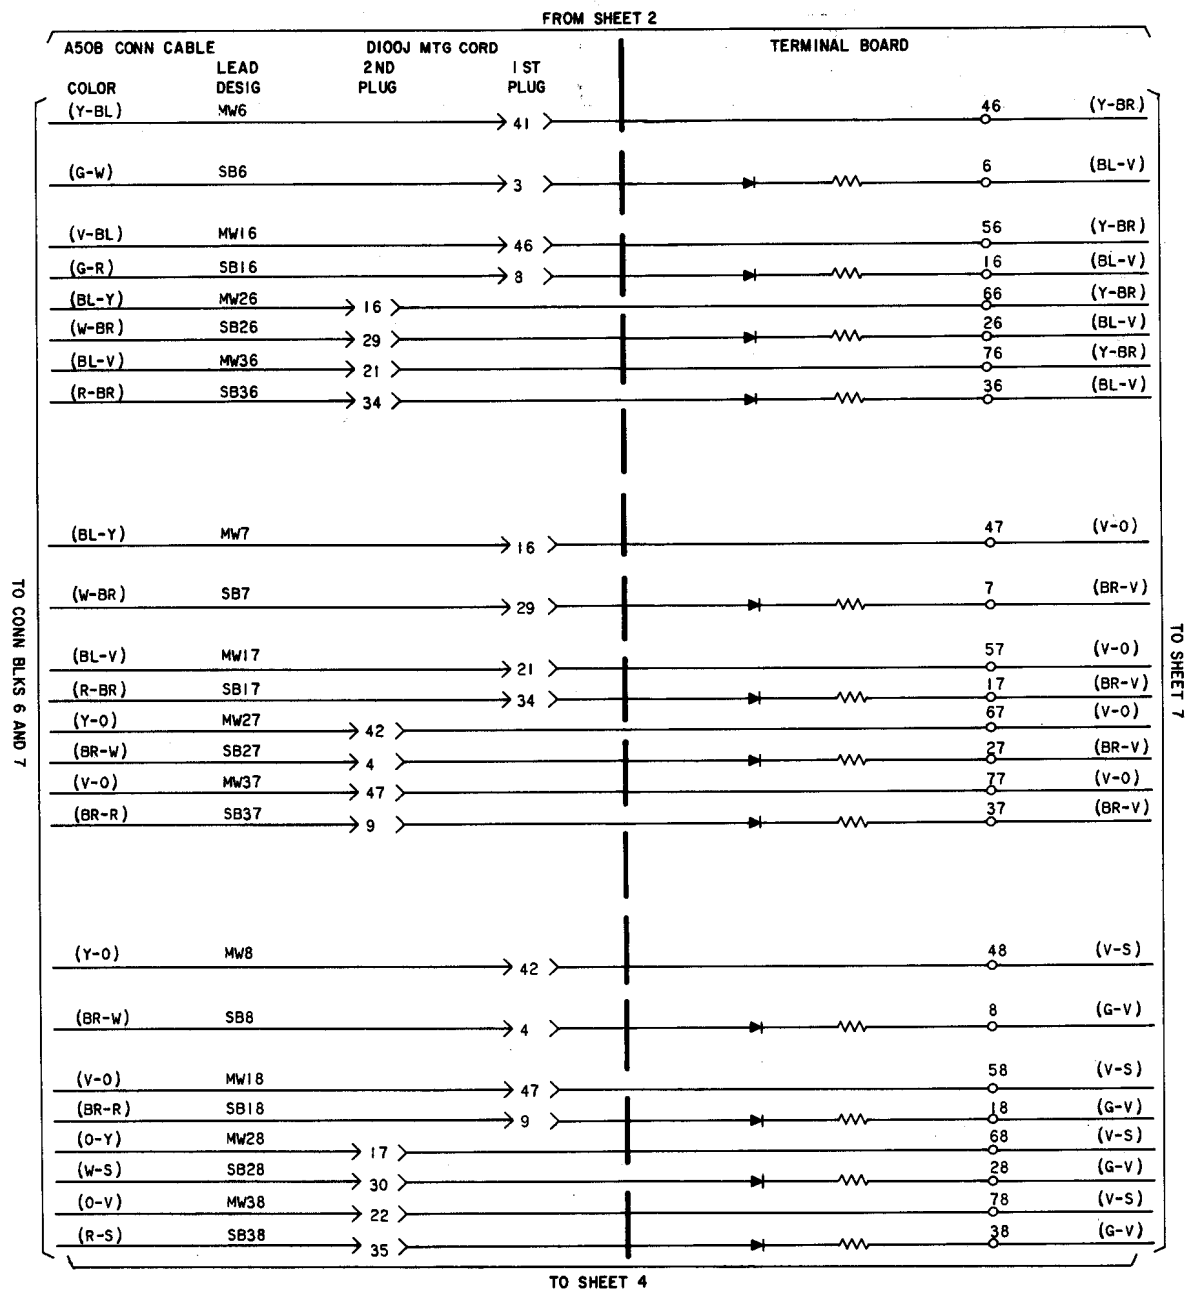 FROM SHEET 2
A50B CONN CABLE D100J MTG CORD TERMINAL BOARD
LEAD 2ND 1ST
COLOR DESIG PLUG PLUG
(Y-BL) MW6 41 46 (Y-BR)
(G-W) SB6 3 6 (BL-V)
(V-BL) MW16 46 56 (Y-BR)
(G-R) SB16 8 16 (BL-V)
(BL-Y) MW26 16 66 (Y-BR)
(W-BR) SB26 29 26 (BL-V)
(BL-V) MW36 21 76 (Y-BR)
(R-BR) SB36 34 36 (BL-V)
(BL-Y) MW7 16 47 (V-O)
(W-BR) SB7 29 7 (BR-V)
(BL-V) MW17 21 57 (V-O)
(R-BR) SB17 34 17 (BR-V)
(Y-O) MW27 42 67 (V-O)
(BR-W) SB27 4 27 (BR-V)
(V-O) MW37 47 77 (V-O)
(BR-R) SB37 9 37 (BR-V)
(Y-O) MW8 42 48 (V-S)
(BR-W) SB8 4 8 (G-V)
(V-O) MW18 47 58 (V-S)
(BR-R) SB18 9 18 (G-V)
(O-Y) MW28 17 68 (V-S)
(W-S) SB28 30 28 (G-V)
(O-V) MW38 22 78 (V-S)
(R-S) SB38 35 38 (G-V)
TO CONN BLKS 6 AND 7
TO SHEET 7
TO SHEET 4